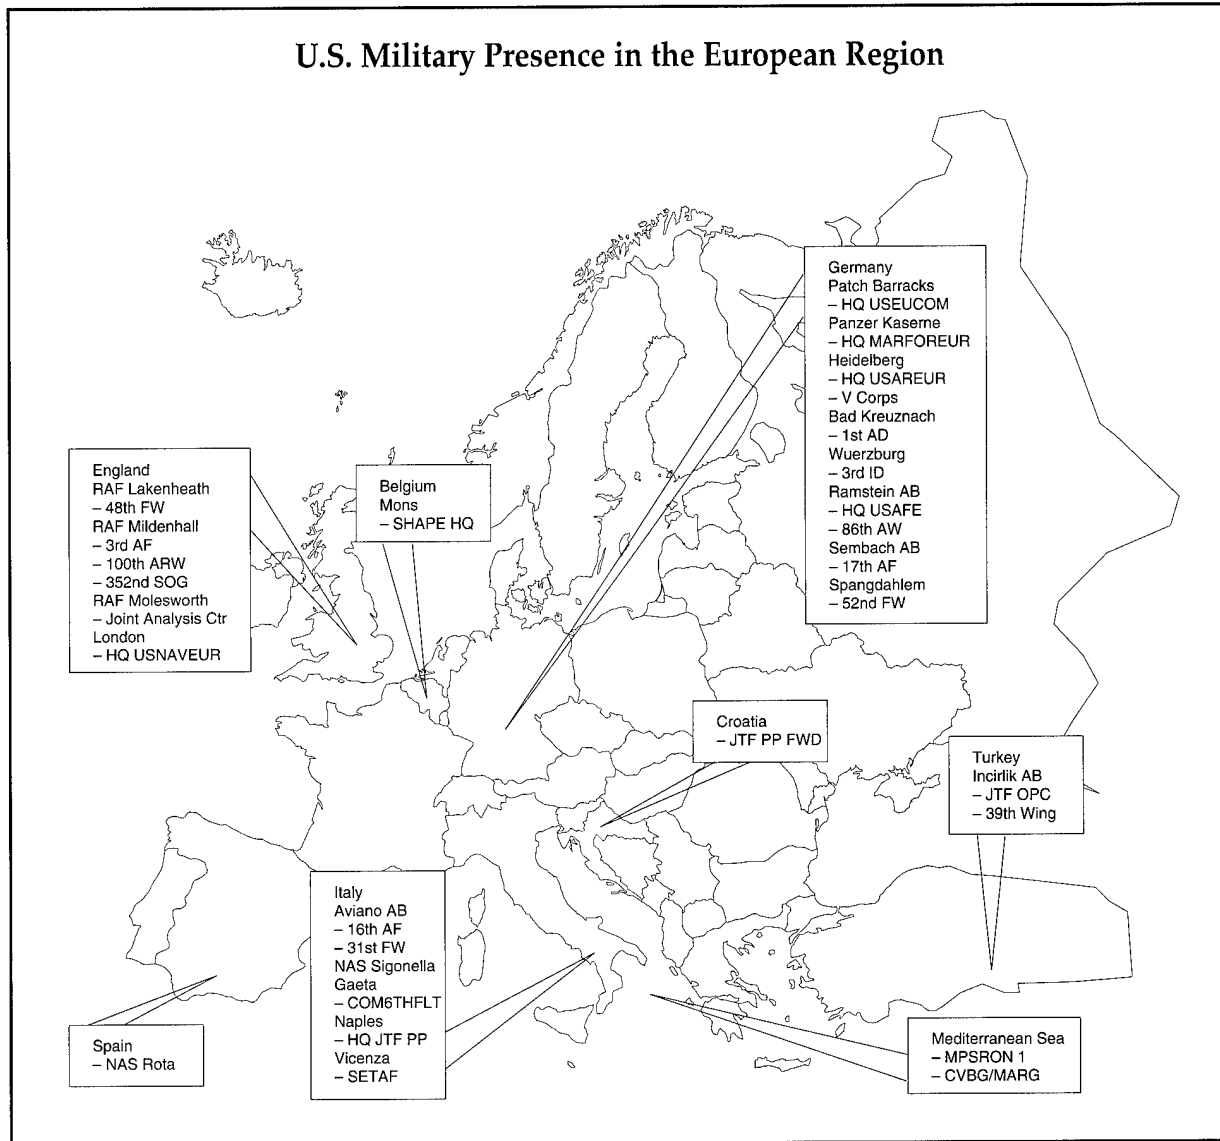 U.S. Military Presence in the European Region
Germany
Patch Barracks
– HQ USEUCOM
Panzer Kaserne
– HQ MARFOREUR
Heidelberg
– HQ USAREUR
– V Corps
Bad Kreuznach
– 1st AD
Wuerzburg
– 3rd ID
Ramstein AB
– HQ USAFE
– 86th AW
Sembach AB
– 17th AF
Spangdahlem
– 52nd FW
England
RAF Lakenheath
– 48th FW
RAF Mildenhall
– 3rd AF
– 100th ARW
– 352nd SOG
RAF Molesworth
– Joint Analysis Ctr
London
– HQ USNAVEUR
Belgium
Mons
– SHAPE HQ
Croatia
– JTF PP FWD
Turkey
Incirlik AB
– JTF OPC
– 39th Wing
Italy
Aviano AB
– 16th AF
– 31st FW
NAS Sigonella
Gaeta
– COM6THFLT
Naples
– HQ JTF PP
Vicenza
– SETAF
Spain
– NAS Rota
Mediterranean Sea
– MPSRON 1
– CVBG/MARG